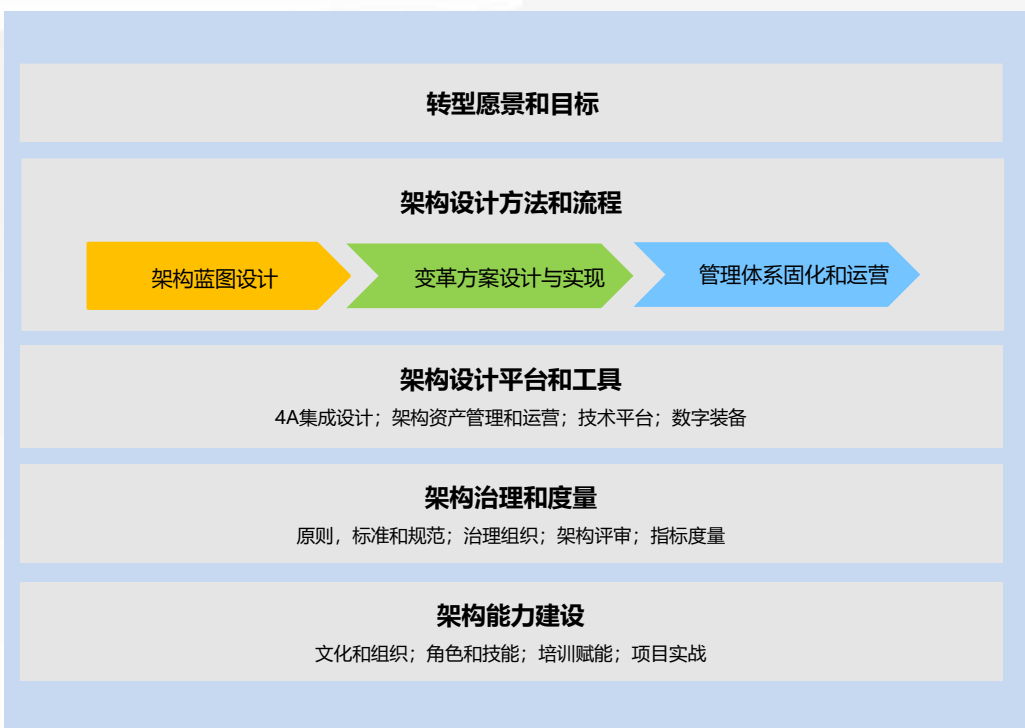 转型愿景和目标
架构设计方法和流程
架构蓝图设计
变革方案设计与实现
管理体系固化和运营
架构设计平台和工具
4A集成设计；架构资产管理和运营；技术平台；数字装备
架构治理和度量
原则，标准和规范；治理组织；架构评审；指标度量
架构能力建设
文化和组织；角色和技能；培训赋能；项目实战